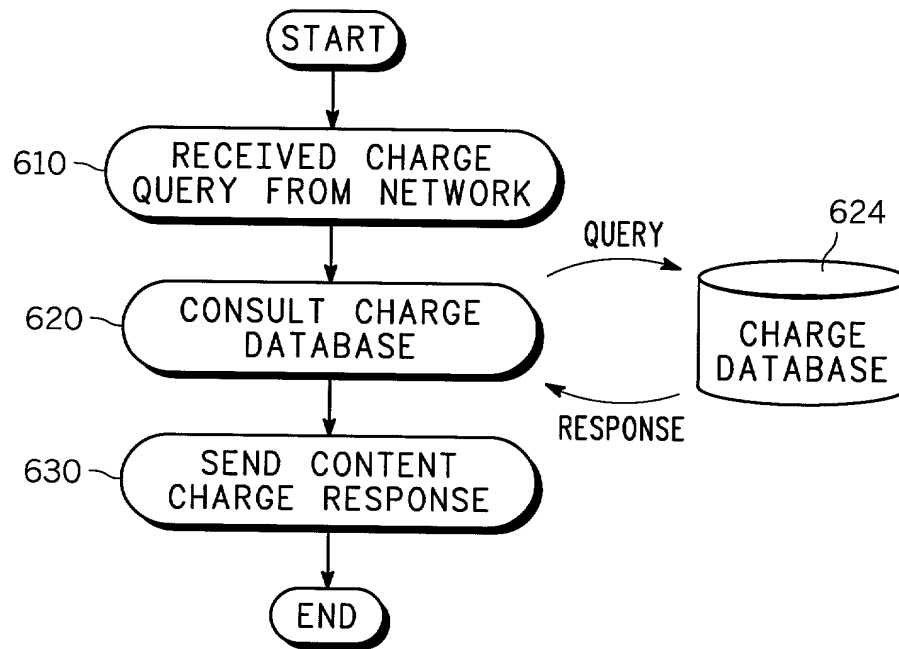 START
610
RECEIVED CHARGE
QUERY FROM NETWORK
QUERY
624
620
CONSULT CHARGE
DATABASE
CHARGE
DATABASE
RESPONSE
630
SEND CONTENT
CHARGE RESPONSE
END